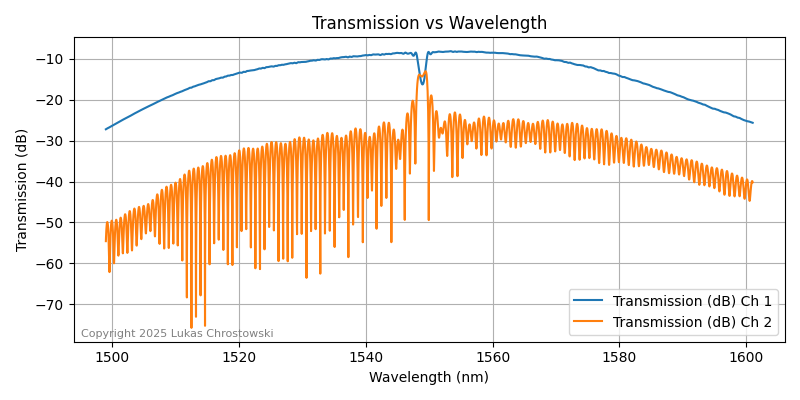 Transmission vs Wavelength
Transmission (dB)
−10
−20
−30
−40
−50
−60
−70
Transmission (dB) Ch 1
Transmission (dB) Ch 2
Copyright 2025 Lukas Chrostowski
1500
1520
1540
1560
1580
1600
Wavelength (nm)